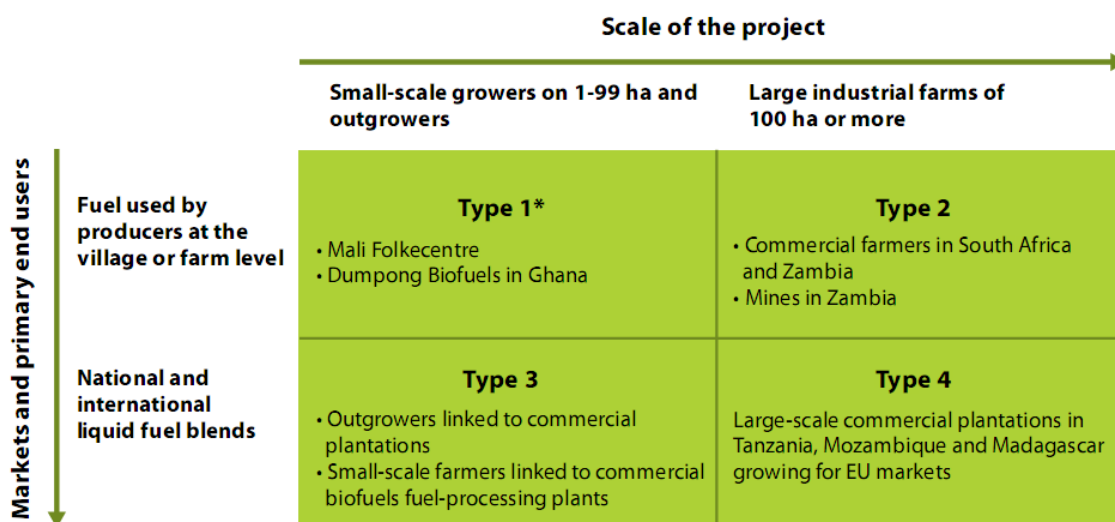 Scale of the project
Small-scale growers on 1-99 ha and
outgrowers
Large industrial farms of
100 ha or more
Markets and primary end users
Fuel used by
producers at the
village or farm level
Type 1*
• Mali Folkecentre
• Dumpong Biofuels in Ghana
Type 2
• Commercial farmers in South Africa
and Zambia
• Mines in Zambia
National and
international
liquid fuel blends
Type 3
• Outgrowers linked to commercial
plantations
• Small-scale farmers linked to commercial
biofuels fuel-processing plants
Type 4
Large-scale commercial plantations in
Tanzania, Mozambique and Madagascar
growing for EU markets